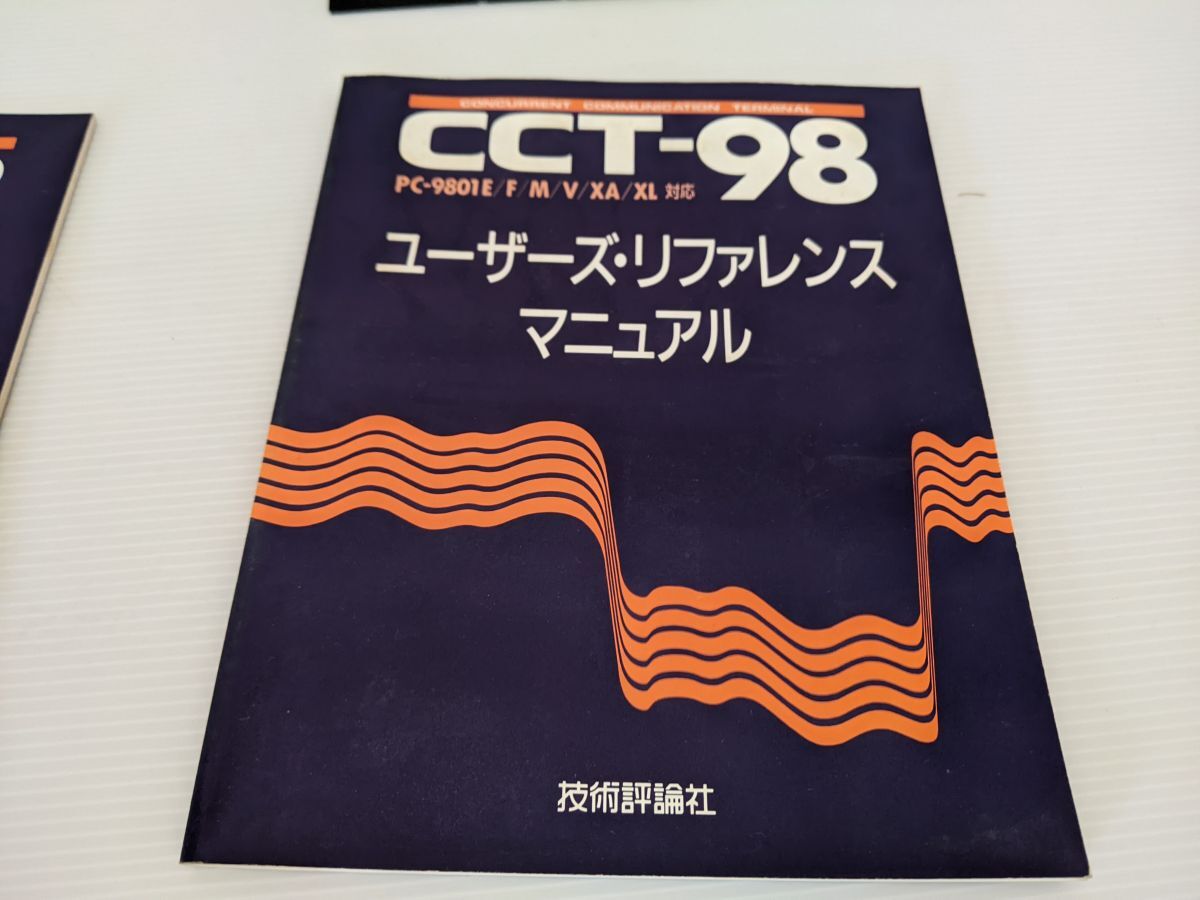 CONCURRENT COMMUNICATION TERMINAL
CCT-98
PC-9801E/F/M/V/XA/XL 対応
ユーザーズ・リファレンス
マニュアル
技術評論社